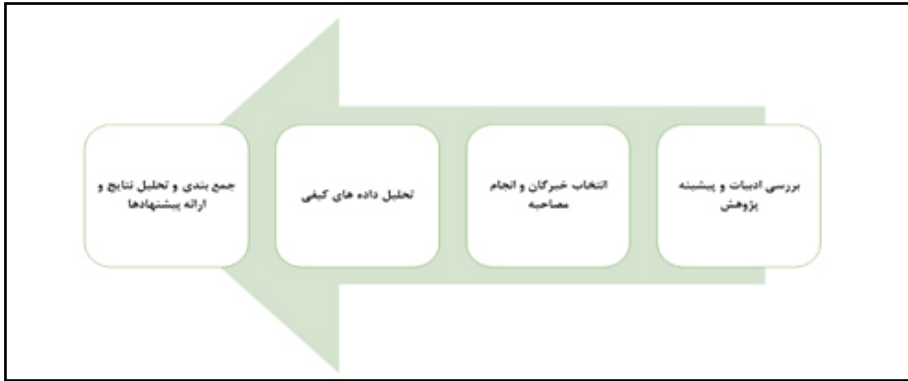 بررسی ادبیات و پیشینه
پژوهش
انتخاب خبرگان و انجام
مصاحبه
تحلیل داده های کیفی
جمع بندی و تحلیل نتایج و
ارائه پیشنهادها